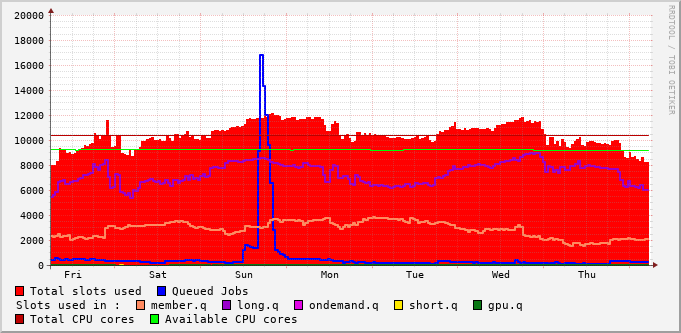 20000
18000
16000
14000
12000
10000
8000
6000
4000
2000
0
Fri Sat Sun Mon Tue Wed Thu
Total slots used Queued Jobs
Slots used in : member.q long.q ondemand.q short.q gpu.q
Total CPU cores Available CPU cores
RRDTOOL / TOBI OETIKER